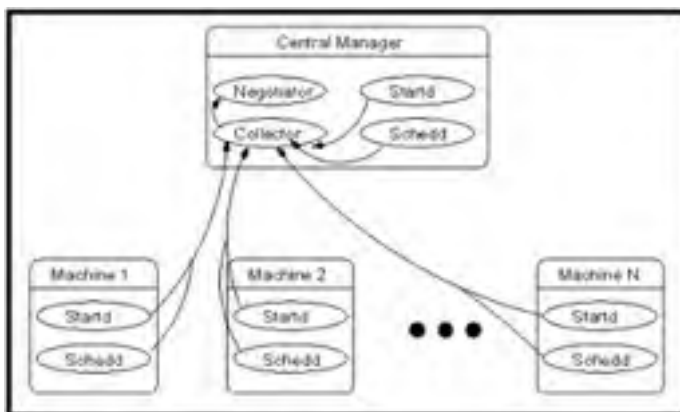 Central Manager
Negotiator
Startd
Collector
Schedd
Machine 1
Startd
Schedd
Machine 2
Startd
Schedd
Machine N
Startd
Schedd